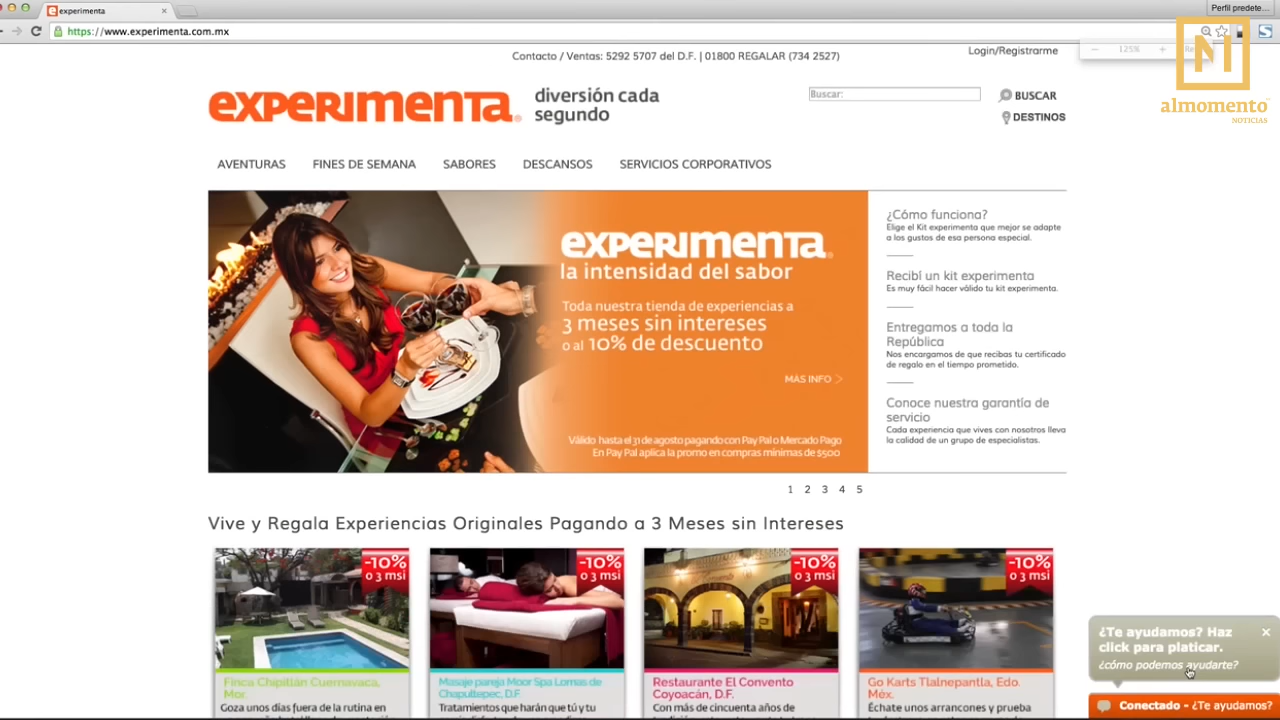 experimenta
Perfil predete...
https://www.experimenta.com.mx
Contacto / Ventas: 5292 5707 del D.F. | 01800 REGALAR (734 2527)
Login/Registrarme
125%
N
almomento
NOTICIAS
experimenta
diversión cada
segundo
Buscar:
BUSCAR
DESTINOS
AVENTURAS FINES DE SEMANA SABORES DESCANSOS SERVICIOS CORPORATIVOS
experimenta
la intensidad del sabor
Toda nuestra tienda de experiencias a
3 meses sin intereses
o al 10% de descuento
MÁS INFO >
Válido hasta el 31 de agosto pagando con Pay Pal o Mercado Pago
En Pay Pal aplica la promo en compras mínimas de $500
¿Cómo funciona?
Elige el Kit experimenta que mejor se adapte
a los gustos de esa persona especial.
Recibí un kit experimenta
Es muy fácil hacer válido tu kit experimenta.
Entregamos a toda la
República
Nos encargamos de que recibas tu certificado
de regalo en el tiempo prometido.
Conoce nuestra garantía de
servicio
Cada experiencia que vives con nosotros lleva
la calidad de un grupo de especialistas.
1 2 3 4 5
Vive y Regala Experiencias Originales Pagando a 3 Meses sin Intereses
-10%
o 3 msi
Finca Chipitlán Cuernavaca,
Mor.
Goza unos días fuera de la rutina en
-10%
o 3 msi
Masaje pareja Moor Spa Lomas de
Chapultepec, D.F.
Tratamientos que harán que tú y tu
-10%
o 3 msi
Restaurante El Convento
Coyoacán, D.F.
Con más de cincuenta años de
-10%
o 3 msi
Go Karts Tlalnepantla, Edo.
Méx.
Échate unos arrancones y prueba
¿Te ayudamos? Haz
click para platicar.
¿cómo podemos ayudarte?
Conectado - ¿Te ayudamos?